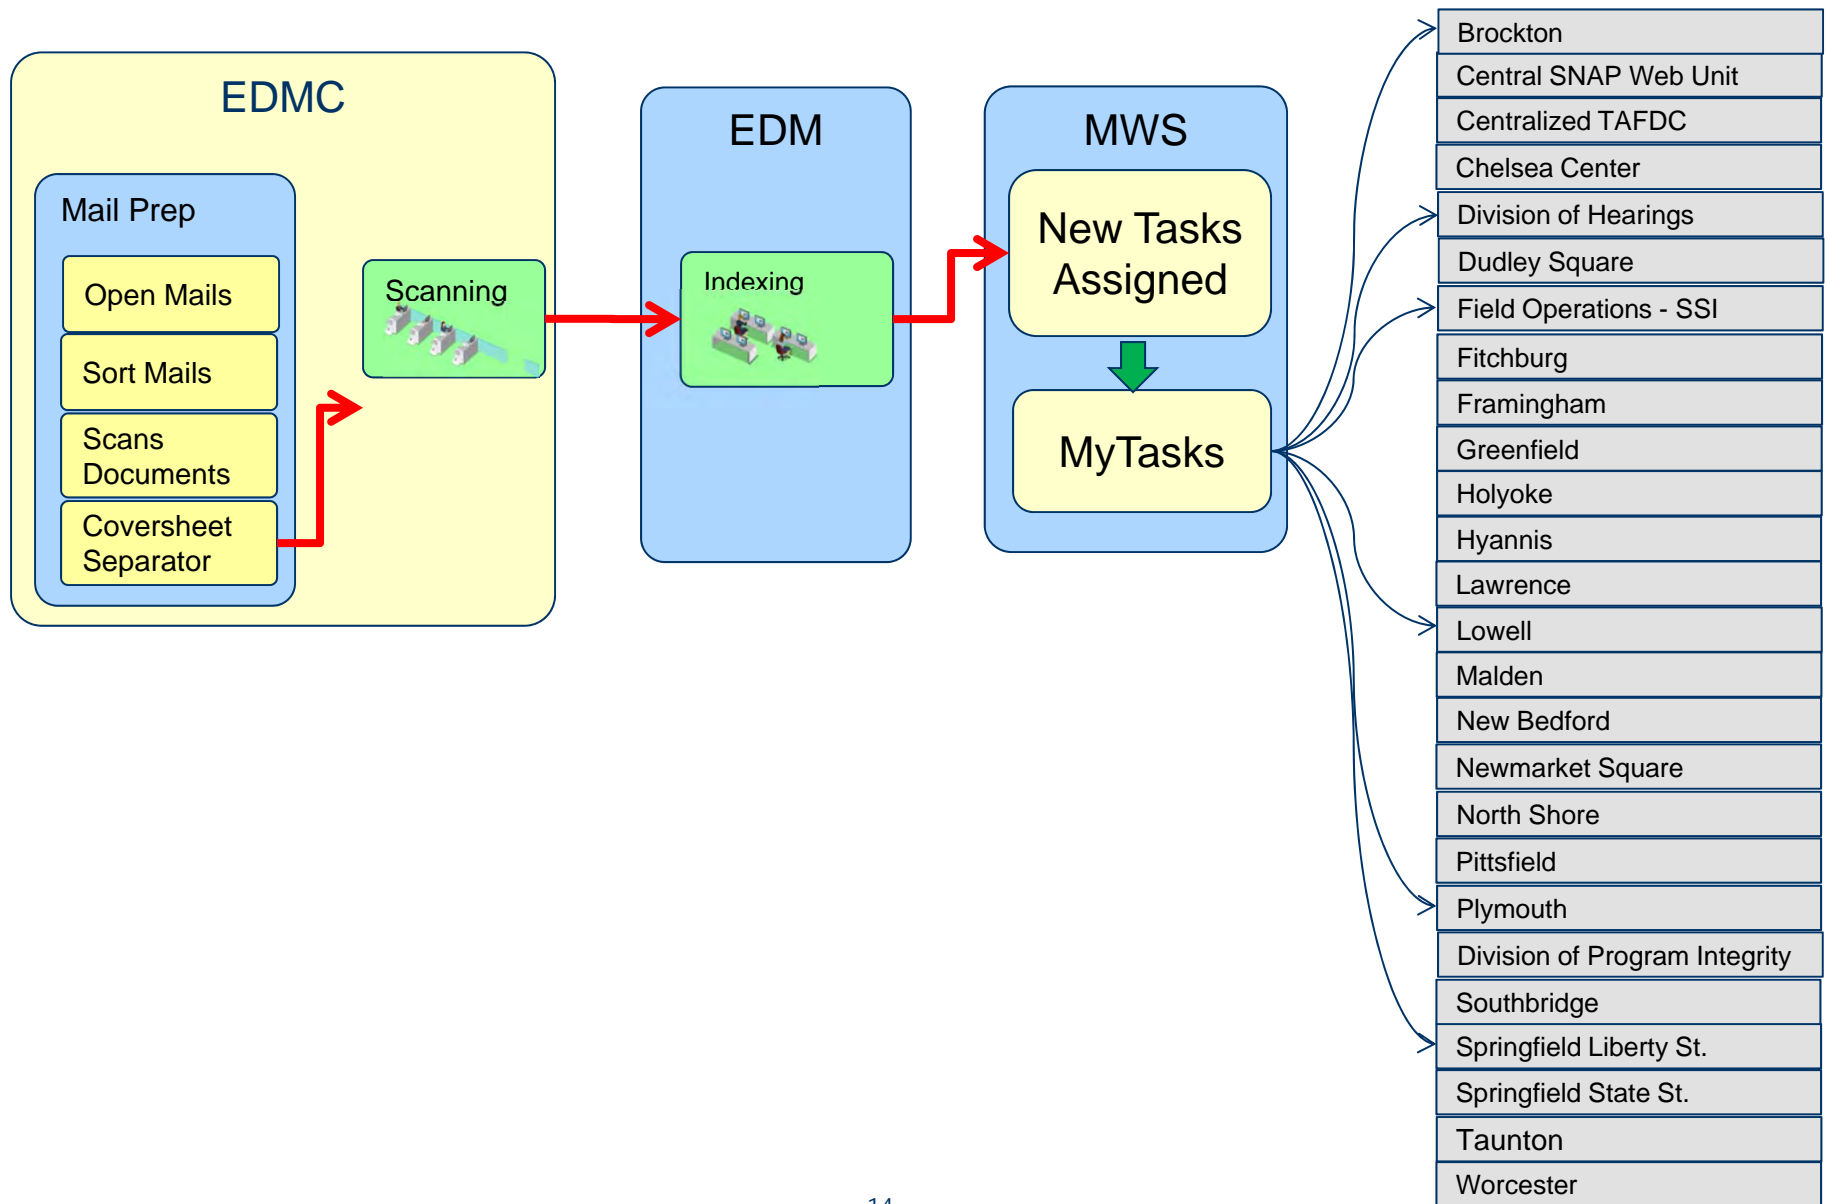 EDMC
Mail Prep
Open Mails
Sort Mails
Scans
Documents
Coversheet
Separator
Scanning
EDM
Indexing
MWS
New Tasks
Assigned
MyTasks
Brockton
Central SNAP Web Unit
Centralized TAFDC
Chelsea Center
Division of Hearings
Dudley Square
Field Operations - SSI
Fitchburg
Framingham
Greenfield
Holyoke
Hyannis
Lawrence
Lowell
Malden
New Bedford
Newmarket Square
North Shore
Pittsfield
Plymouth
Division of Program Integrity
Southbridge
Springfield Liberty St.
Springfield State St.
Taunton
Worcester
14